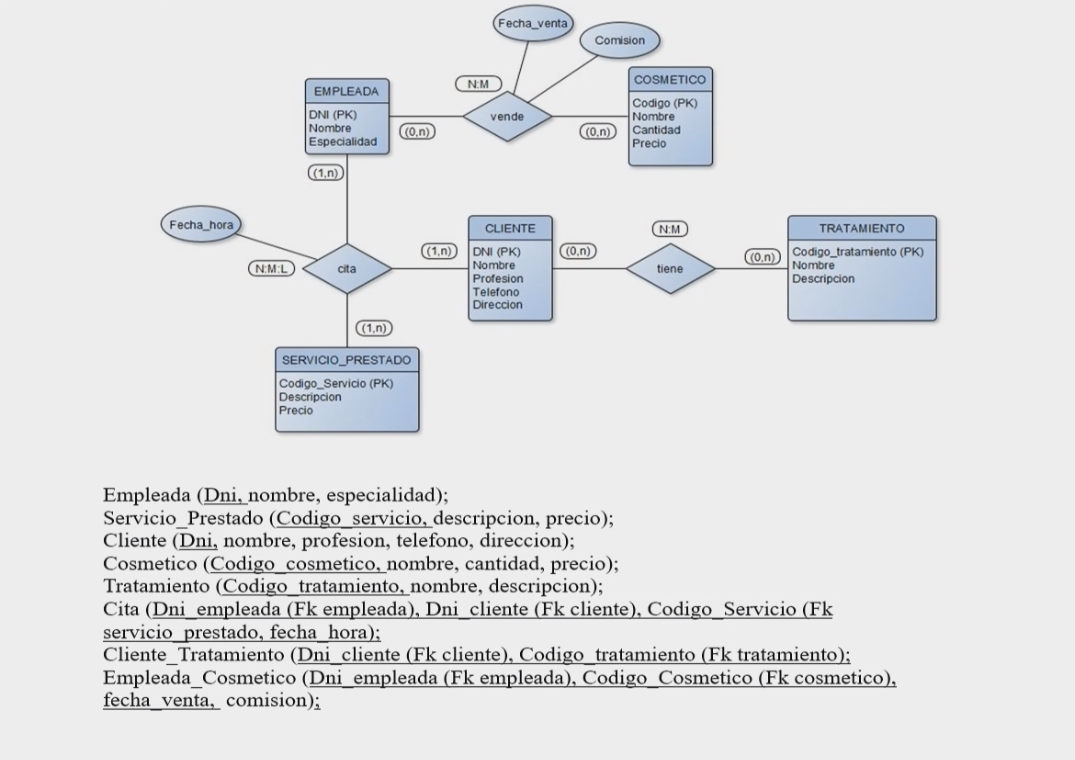 Fecha_venta
Comision
N:M
COSMETICO
EMPLEADA
Codigo (PK)
DNI (PK)
Nombre
vende
Nombre
Cantidad
Especialidad
(0,n)
(0,n)
Precio
(1,n)
Fecha_hora
CLIENTE
N:M
TRATAMIENTO
(1,n)
DNI (PK)
(0,n)
(0,n)
Codigo_tratamiento (PK)
N:M:L
cita
Nombre
tiene
Nombre
Profesion
Descripcion
Telefono
Direccion
(1,n)
SERVICIO_PRESTADO
Codigo_Servicio (PK)
Descripcion
Precio
Empleada (Dni, nombre, especialidad);
Servicio_Prestado (Codigo_servicio, descripcion, precio);
Cliente (Dni, nombre, profesion, telefono, direccion);
Cosmetico (Codigo_cosmetico, nombre, cantidad, precio);
Tratamiento (Codigo_tratamiento, nombre, descripcion);
Cita (Dni_empleada (Fk empleada), Dni_cliente (Fk cliente), Codigo_Servicio (Fk
servicio_prestado, fecha_hora);
Cliente_Tratamiento (Dni_cliente (Fk cliente), Codigo_tratamiento (Fk tratamiento);
Empleada_Cosmetico (Dni_empleada (Fk empleada), Codigo_Cosmetico (Fk cosmetico),
fecha_venta, comision);